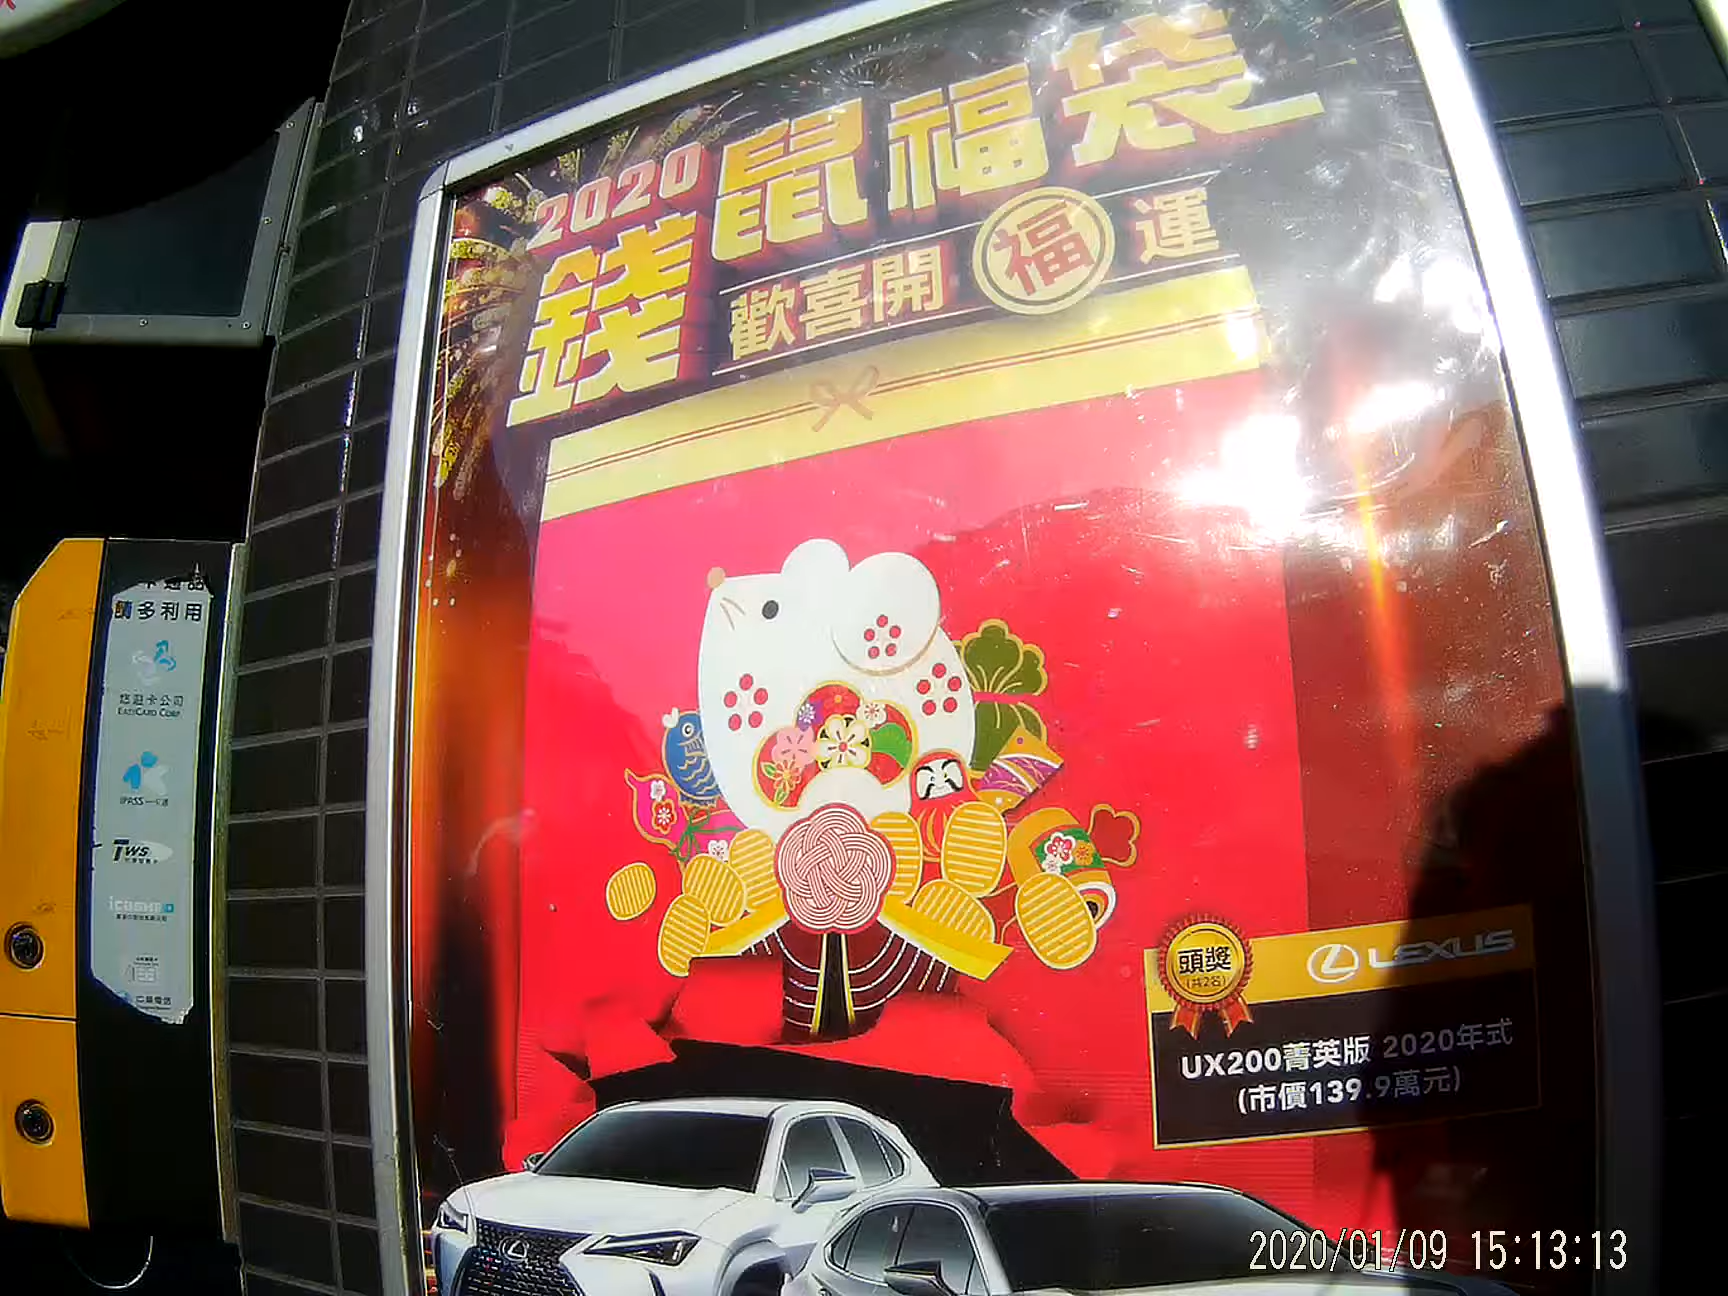 2020
錢鼠福袋
歡喜開福運
頭獎
(共2名)
LEXUS
UX200菁英版 2020年式
(市價139.9萬元)
請多利用
悠遊卡公司
EASYCARD CORP
iPASS一卡通
TWS
icash
2020/01/09 15:13:13